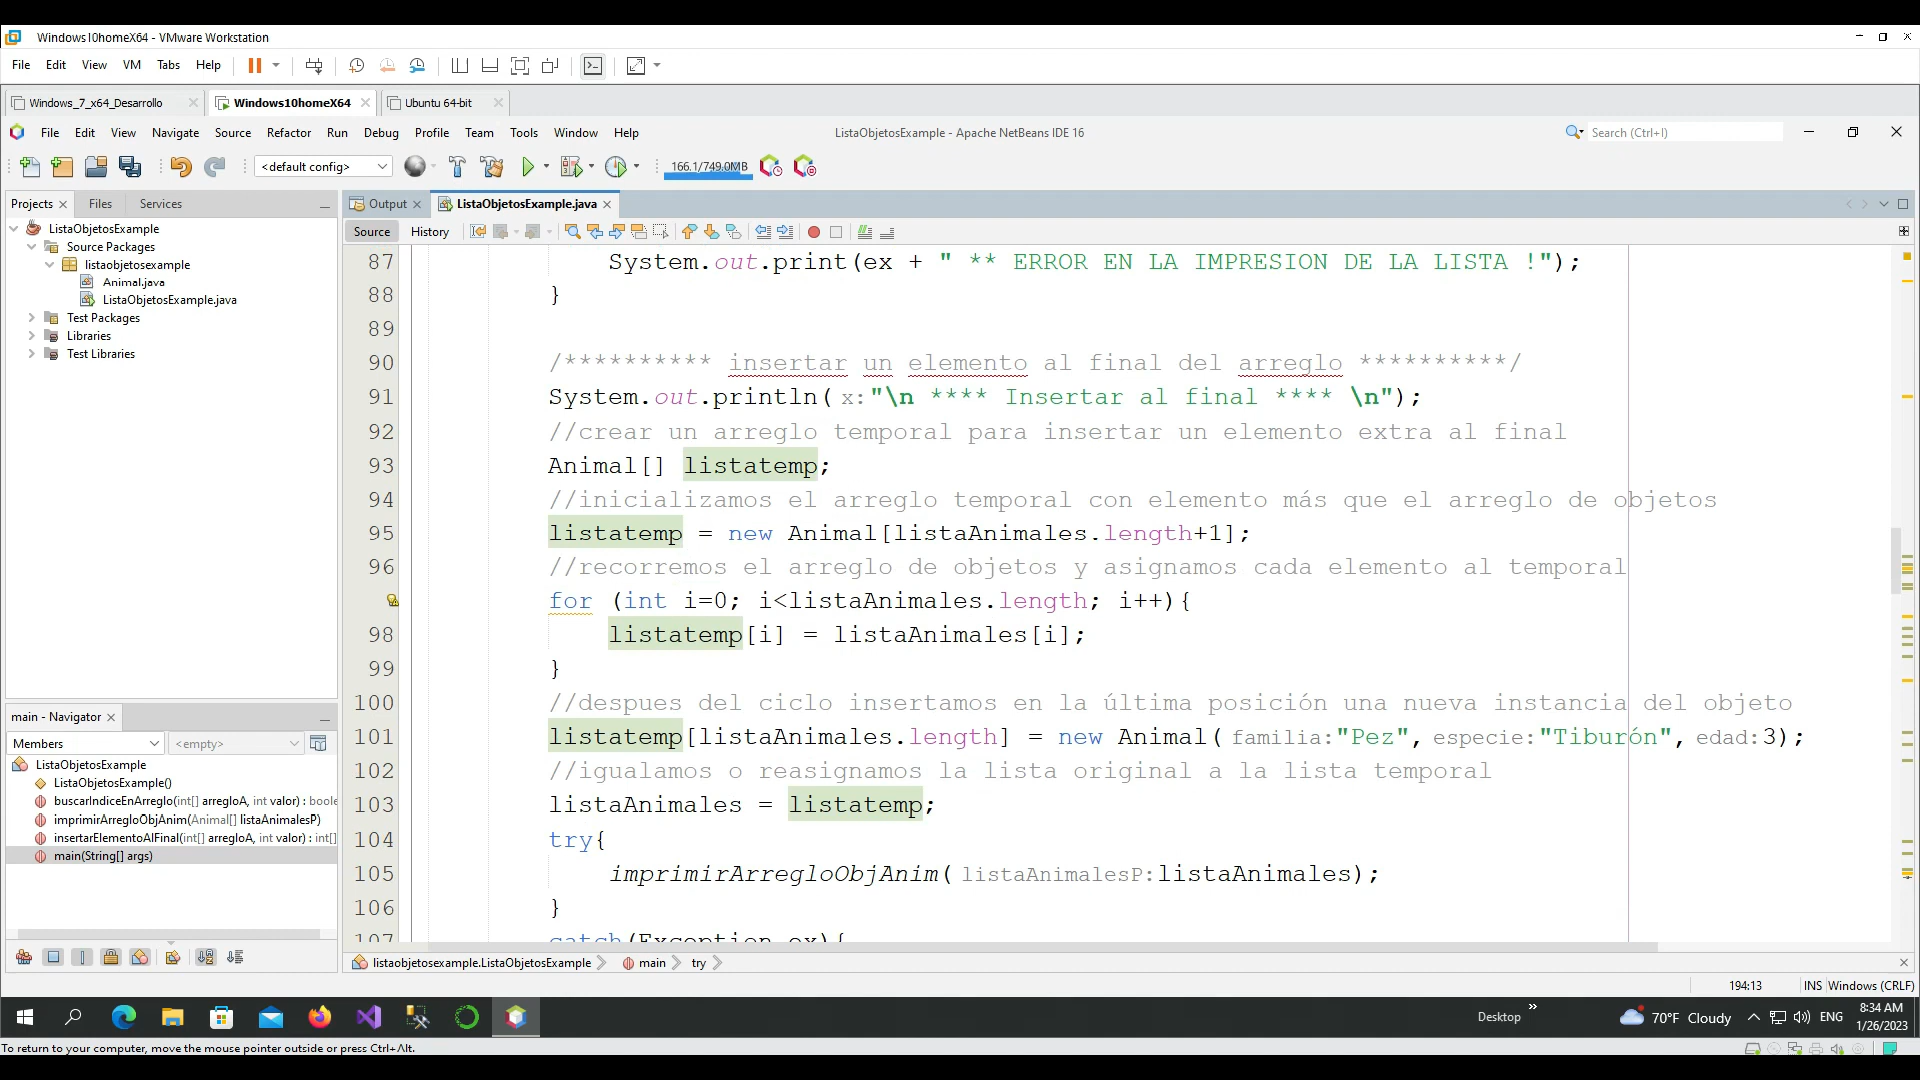 Windows10homeX64 - VMware Workstation
File Edit View VM Tabs Help
Windows_7_x64_Desarrollo Windows10homeX64 Ubuntu 64-bit
File Edit View Navigate Source Refactor Run Debug Profile Team Tools Window Help ListaObjetosExample - Apache NetBeans IDE 16 Search (Ctrl+I)
<default config> 166.1/749.0MB
Projects Files Services Output ListaObjetosExample.java
Source History
ListaObjetosExample
Source Packages
listaobjetosexample
Animal.java
ListaObjetosExample.java
Test Packages
Libraries
Test Libraries
87 System.out.print(ex + " ** ERROR EN LA IMPRESION DE LA LISTA !");
88 }
89
90 /********** insertar un elemento al final del arreglo **********/
91 System.out.println( x:"\n **** Insertar al final **** \n");
92 //crear un arreglo temporal para insertar un elemento extra al final
93 Animal[] listatemp;
94 //inicializamos el arreglo temporal con elemento más que el arreglo de objetos
95 listatemp = new Animal[listaAnimales.length+1];
96 //recorremos el arreglo de objetos y asignamos cada elemento al temporal
for (int i=0; i<listaAnimales.length; i++){
98 listatemp[i] = listaAnimales[i];
99 }
100 //despues del ciclo insertamos en la última posición una nueva instancia del objeto
101 listatemp[listaAnimales.length] = new Animal( familia:"Pez", especie:"Tiburón", edad:3);
102 //igualamos o reasignamos la lista original a la lista temporal
103 listaAnimales = listatemp;
104 try{
105 imprimirArregloObjAnim( listaAnimalesP:listaAnimales);
106 }
107 catch(Exception ex){
main - Navigator
Members <empty>
ListaObjetosExample
ListaObjetosExample()
buscarIndiceEnArreglo(int[] arregloA, int valor) : boole
imprimirArregloObjAnim(Animal[] listaAnimalesP)
insertarElementoAlFinal(int[] arregloA, int valor) : int[]
main(String[] args)
listaobjetosexample.ListaObjetosExample main try
194:13 INS Windows (CRLF)
Desktop » 70°F Cloudy ENG 8:34 AM
1/26/2023
To return to your computer, move the mouse pointer outside or press Ctrl+Alt.